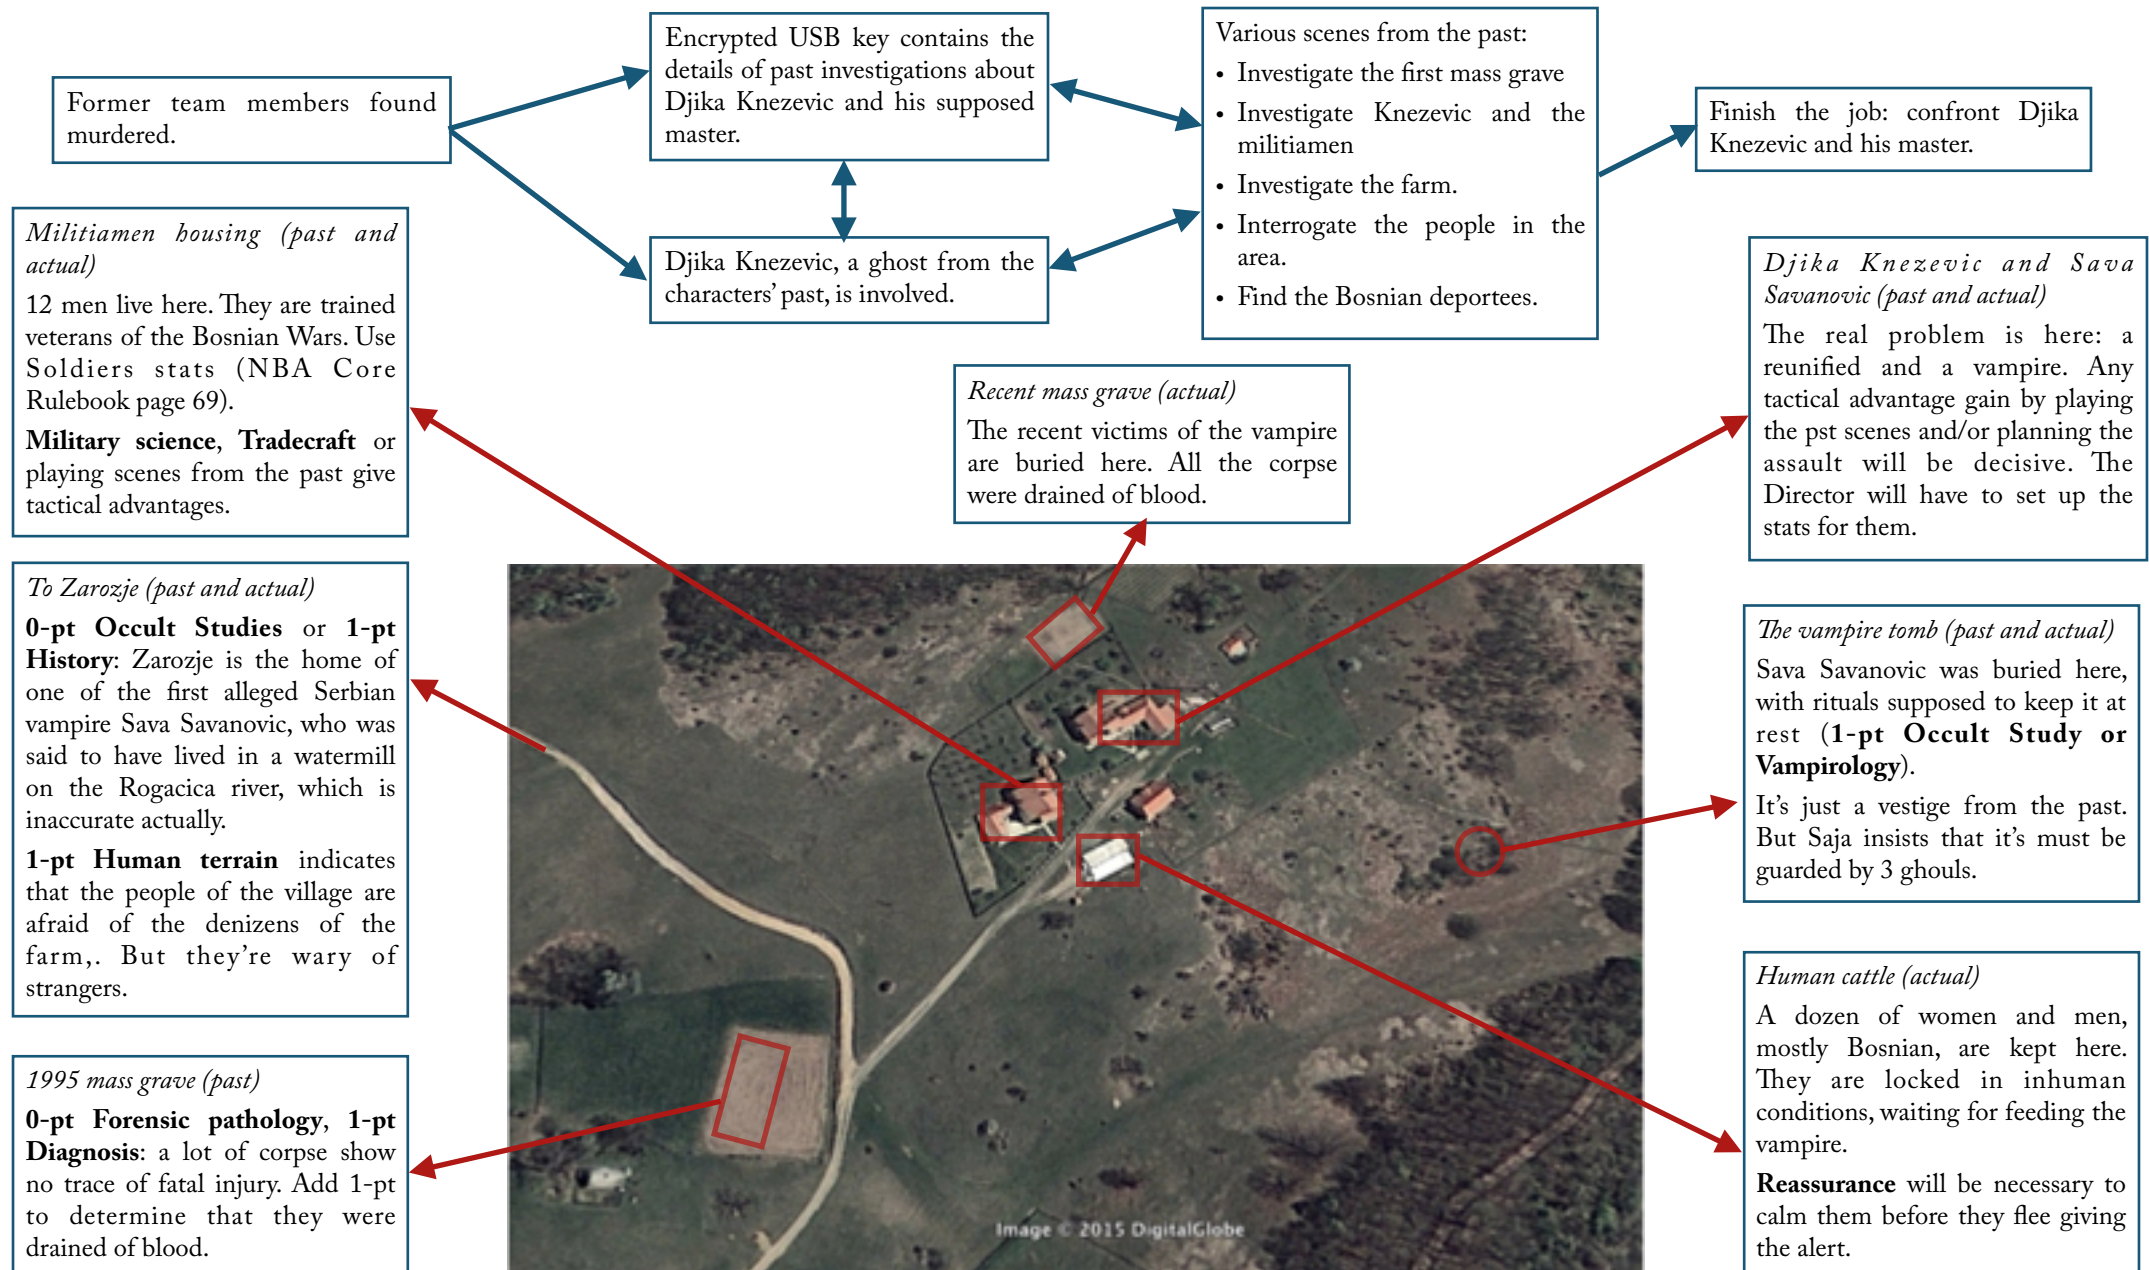 Former team members found
murdered.
Encrypted USB key contains the
details of past investigations about
Djika Knezevic and his supposed
master.
Djika Knezevic, a ghost from the
characters' past, is involved.
Various scenes from the past:
• Investigate the first mass grave
• Investigate Knezevic and the
militiamen
• Investigate the farm.
• Interrogate the people in the
area.
• Find the Bosnian deportees.
Finish the job: confront Djika
Knezevic and his master.
Militiamen housing (past and
actual)
12 men live here. They are trained
veterans of the Bosnian Wars. Use
Soldiers stats (NBA Core
Rulebook page 69).
Military science, Tradecraft or
playing scenes from the past give
tactical advantages.
Recent mass grave (actual)
The recent victims of the vampire
are buried here. All the corpse
were drained of blood.
Djika Knezevic and Sava
Savanovic (past and actual)
The real problem is here: a
reunified and a vampire. Any
tactical advantage gain by playing
the pst scenes and/or planning the
assault will be decisive. The
Director will have to set up the
stats for them.
To Zarozje (past and actual)
0-pt Occult Studies or 1-pt
History: Zarozje is the home of
one of the first alleged Serbian
vampire Sava Savanovic, who was
said to have lived in a watermill
on the Rogacica river, which is
inaccurate actually.
1-pt Human terrain indicates
that the people of the village are
afraid of the denizens of the
farm,. But they're wary of
strangers.
The vampire tomb (past and actual)
Sava Savanovic was buried here,
with rituals supposed to keep it at
rest (1-pt Occult Study or
Vampirology).
It's just a vestige from the past.
But Saja insists that it's must be
guarded by 3 ghouls.
1995 mass grave (past)
0-pt Forensic pathology, 1-pt
Diagnosis: a lot of corpse show
no trace of fatal injury. Add 1-pt
to determine that they were
drained of blood.
Human cattle (actual)
A dozen of women and men,
mostly Bosnian, are kept here.
They are locked in inhuman
conditions, waiting for feeding the
vampire.
Reassurance will be necessary to
calm them before they flee giving
the alert.
Image © 2015 DigitalGlobe